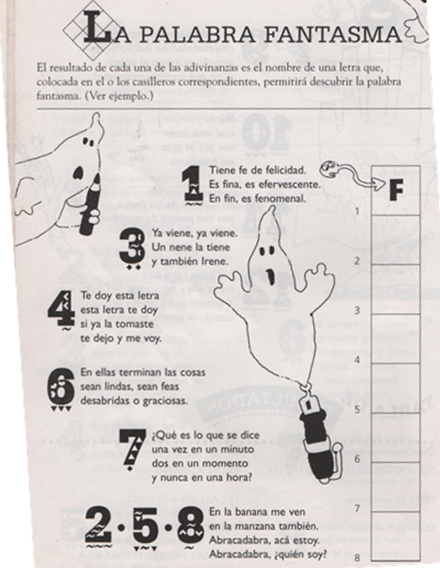 LA PALABRA FANTASMA
El resultado de cada una de las adivinanzas es el nombre de una letra que,
colocada en el o los casilleros correspondientes, permitirá descubrir la palabra
fantasma. (Ver ejemplo.)
1
Tiene fe de felicidad.
Es fina, es efervescente.
En fin, es fenomenal.
3
Ya viene, ya viene.
Un nene la tiene
y también Irene.
4
Te doy esta letra
esta letra te doy
si ya la tomaste
te dejo y me voy.
6
En ellas terminan las cosas
sean lindas, sean feas
desabridas o graciosas.
7
¿Qué es lo que se dice
una vez en un minuto
dos en un momento
y nunca en una hora?
2·5·8
En la banana me ven
en la manzana también.
Abracadabra, acá estoy.
Abracadabra, ¿quién soy?
F
1
2
3
4
5
6
7
8